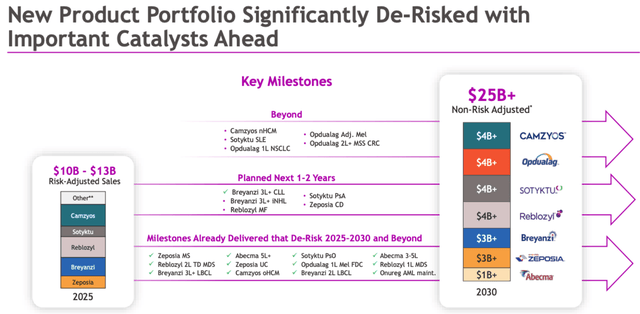 New Product Portfolio Significantly De-Risked with
Important Catalysts Ahead
Key Milestones
Beyond
• Camzyos nHCM
• Sotyktu SLE
• Opdualag 1L NSCLC
• Opdualag Adj. Mel
• Opdualag 2L+ MSS CRC
Planned Next 1-2 Years
✓ Breyanzi 3L+ CLL
• Breyanzi 3L+ iNHL
• Reblozyl MF
• Sotyktu PsA
• Zeposia CD
Milestones Already Delivered that De-Risk 2025-2030 and Beyond
✓ Zeposia MS
✓ Reblozyl 2L TD MDS
✓ Breyanzi 3L+ LBCL
✓ Abecma 5L+
✓ Zeposia UC
✓ Camzyos oHCM
✓ Sotyktu PsO
✓ Opdualag 1L Mel FDC
✓ Breyanzi 2L LBCL
✓ Abecma 3-5L
✓ Reblozyl 1L MDS
✓ Onureg AML maint.
$10B - $13B
Risk-Adjusted Sales
Other**
Camzyos
Sotyktu
Reblozyl
Breyanzi
Zeposia
2025
$25B+
Non-Risk Adjusted*
$4B+ CAMZYOS
$4B+ Opdualag
$4B+ SOTYKTU
$4B+ Reblozyl
$3B+ Breyanzi
$3B+ ZEPOSIA
$1B+ Abecma
2030